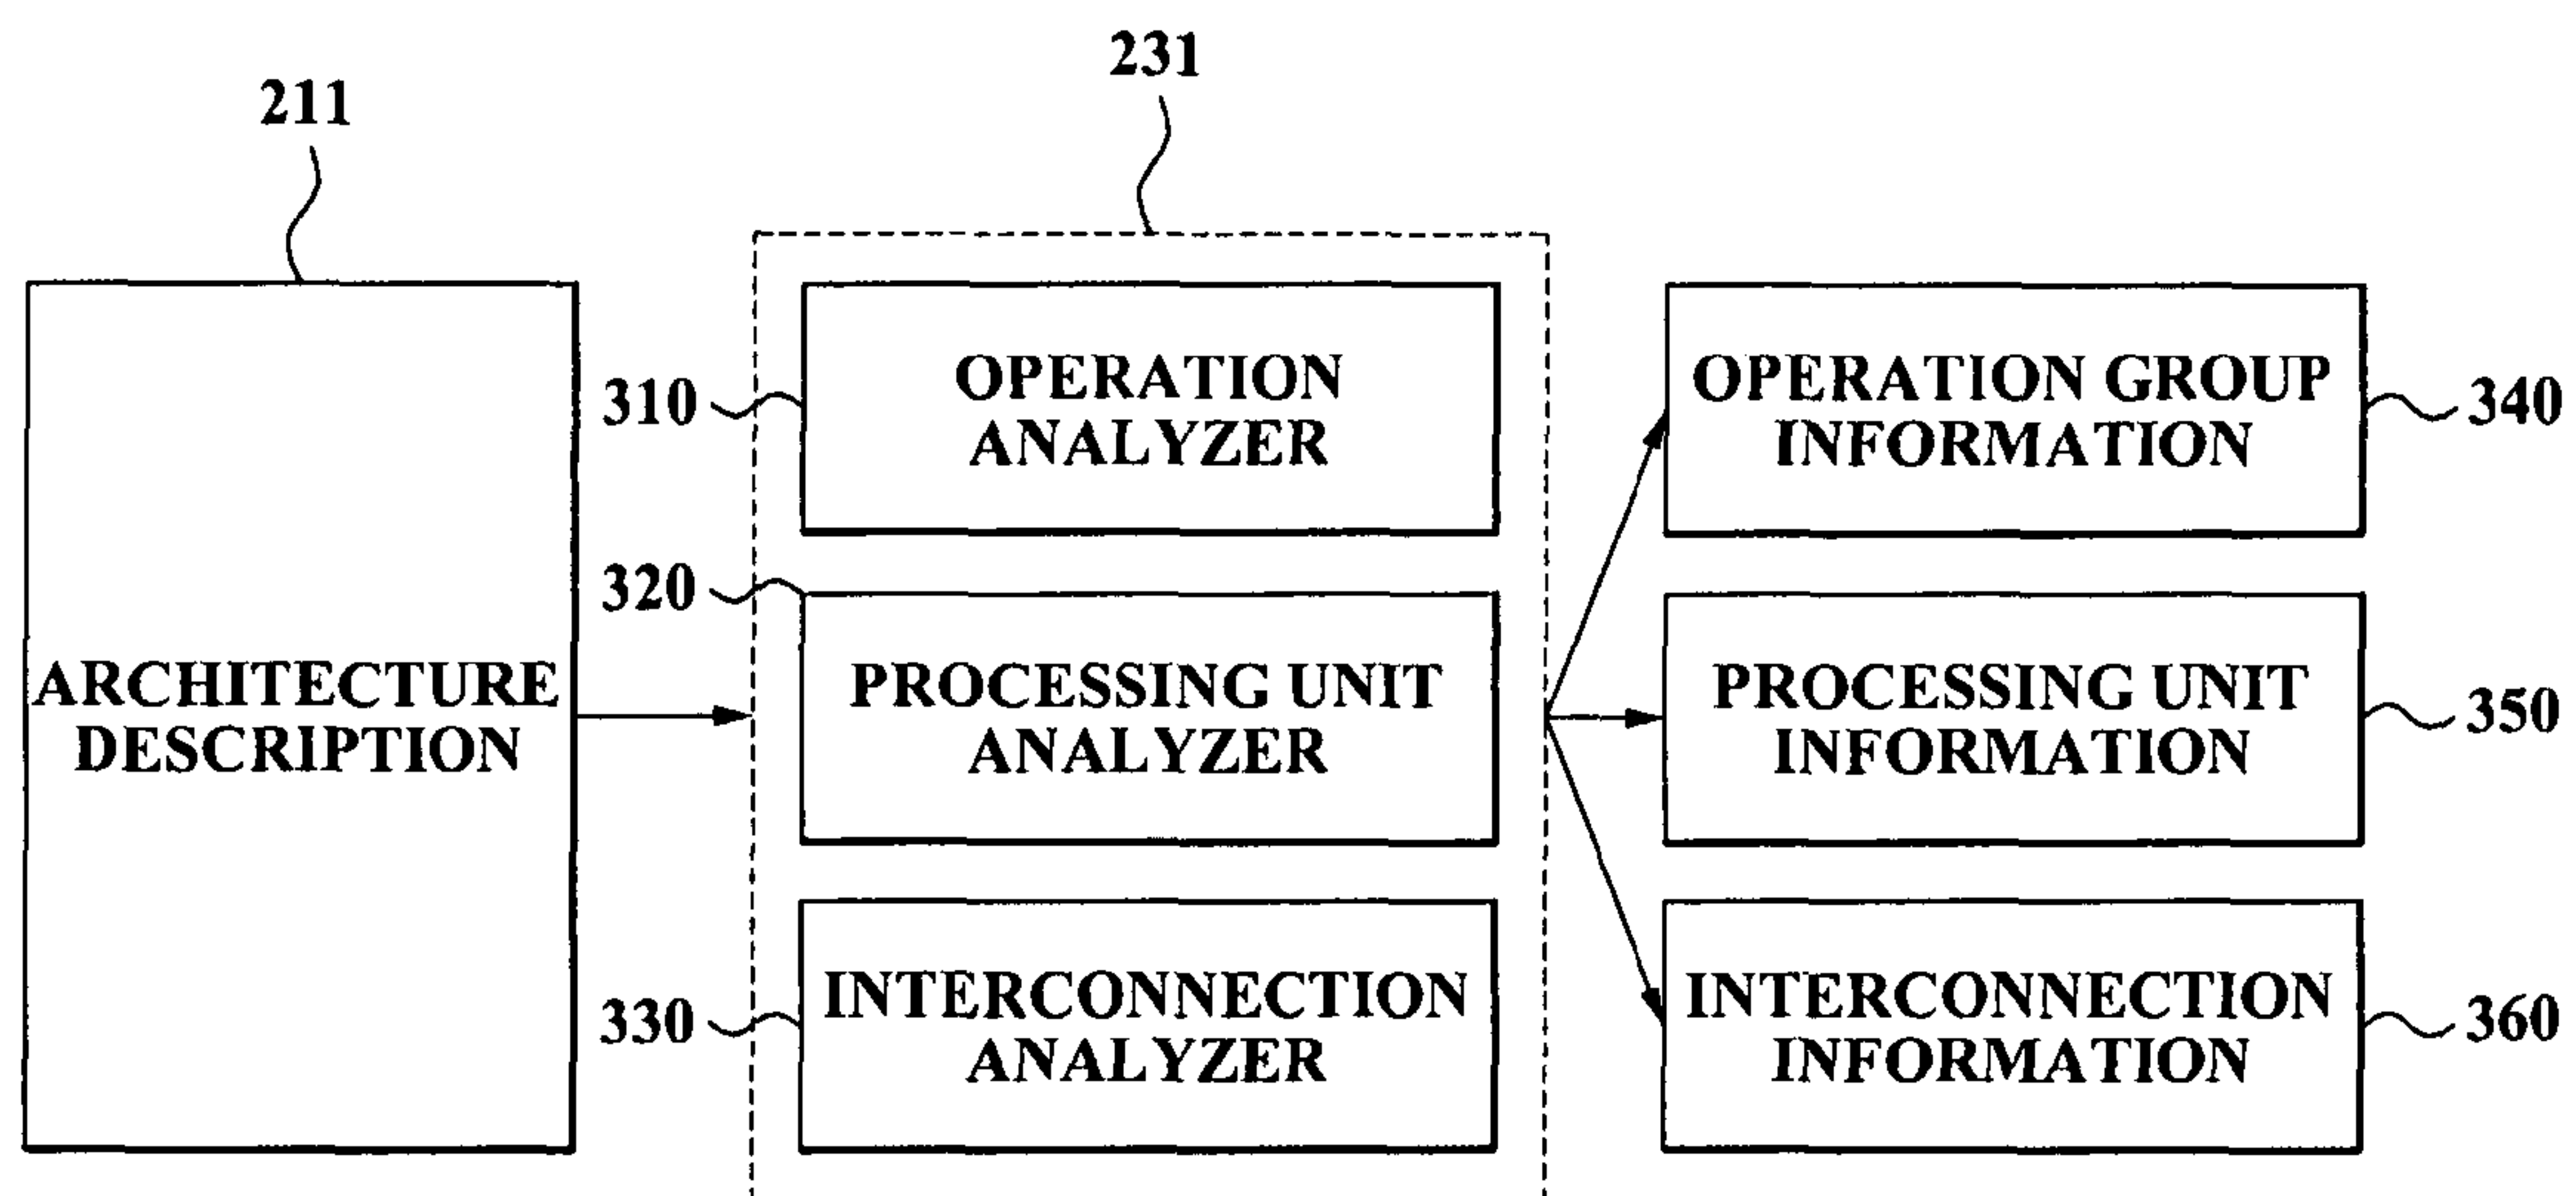 231
211
310
OPERATION
ANALYZER
OPERATION GROUP
INFORMATION
340
320
ARCHITECTURE
DESCRIPTION
PROCESSING UNIT
ANALYZER
PROCESSING UNIT
INFORMATION
350
330
INTERCONNECTION
ANALYZER
INTERCONNECTION
INFORMATION
360